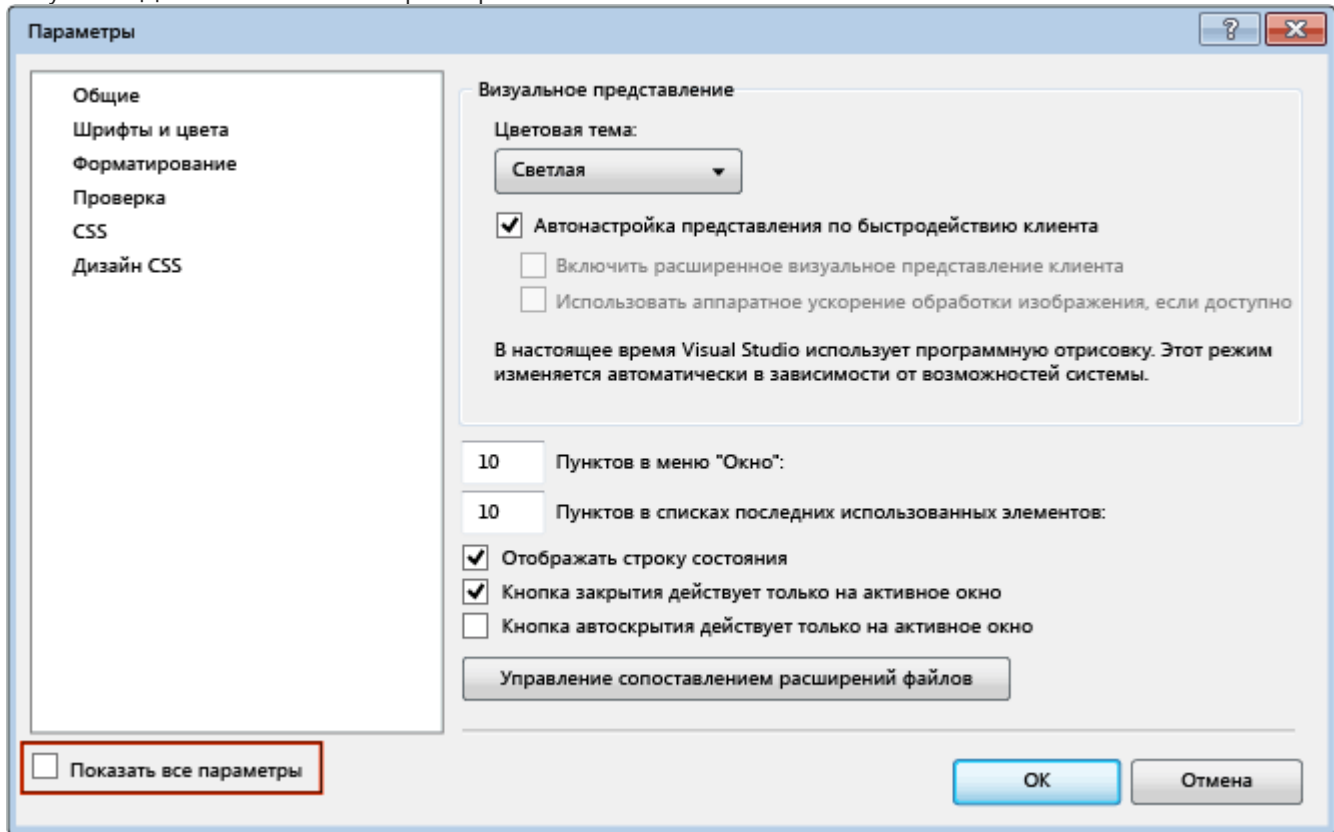 Параметры
Общие
Шрифты и цвета
Форматирование
Проверка
CSS
Дизайн CSS
Визуальное представление
Цветовая тема:
Светлая
Автонастройка представления по быстродействию клиента
Включить расширенное визуальное представление клиента
Использовать аппаратное ускорение обработки изображения, если доступно
В настоящее время Visual Studio использует программную отрисовку. Этот режим
изменяется автоматически в зависимости от возможностей системы.
10 Пунктов в меню "Окно":
10 Пунктов в списках последних использованных элементов:
Отображать строку состояния
Кнопка закрытия действует только на активное окно
Кнопка автоскрытия действует только на активное окно
Управление сопоставлением расширений файлов
Показать все параметры
ОК
Отмена